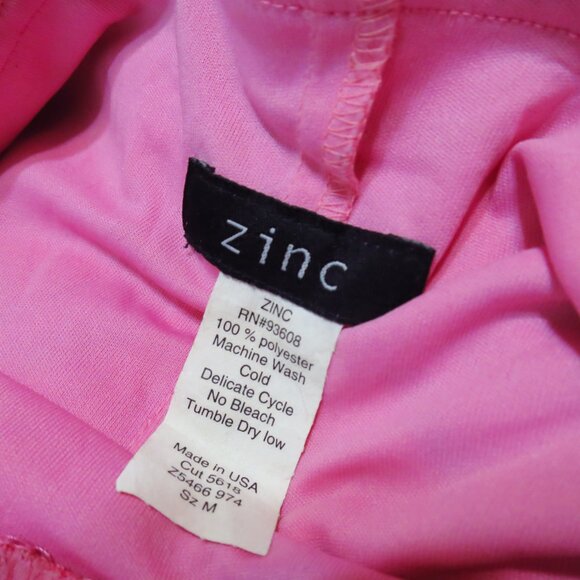 zinc
ZINC
RN#93608
100 % polyester
Machine Wash
Cold
Delicate Cycle
No Bleach
Tumble Dry low
Made in USA
Cut 5618
Z5466 974
Sz M